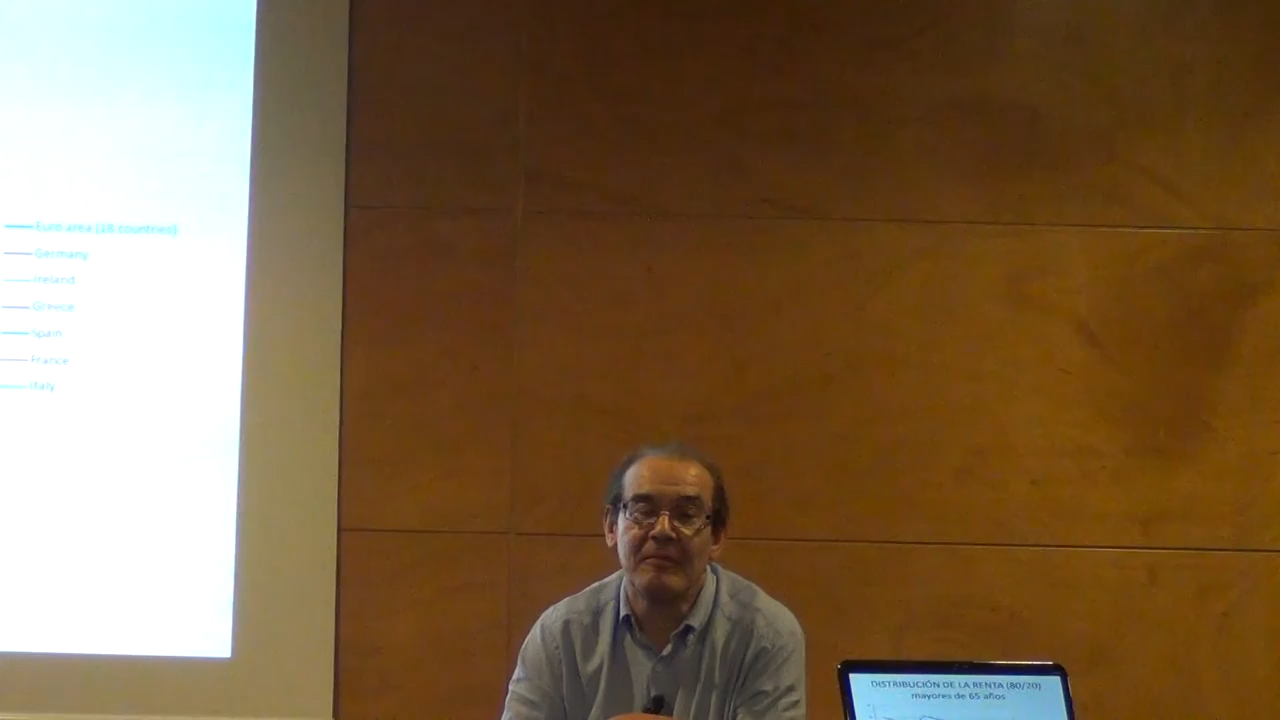 Euro area (18 countries)
Germany
Ireland
Greece
Spain
France
Italy
DISTRIBUCIÓN DE LA RENTA (80/20)
mayores de 65 años